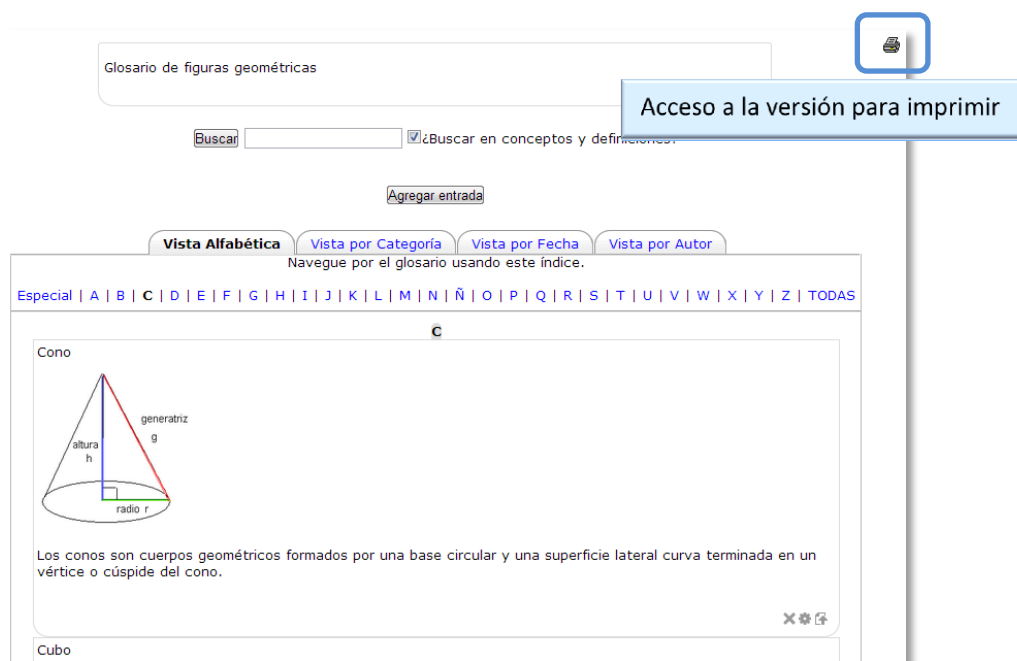 Glosario de figuras geométricas
Acceso a la versión para imprimir
Buscar
¿Buscar en conceptos y definiciones?
Agregar entrada
Vista Alfabética Vista por Categoría Vista por Fecha Vista por Autor
Navegue por el glosario usando este índice.
Especial | A | B | C | D | E | F | G | H | I | J | K | L | M | N | Ñ | O | P | Q | R | S | T | U | V | W | X | Y | Z | TODAS
C
Cono
generatriz
g
altura
h
radio r
Los conos son cuerpos geométricos formados por una base circular y una superficie lateral curva terminada en un
vértice o cúspide del cono.
Cubo